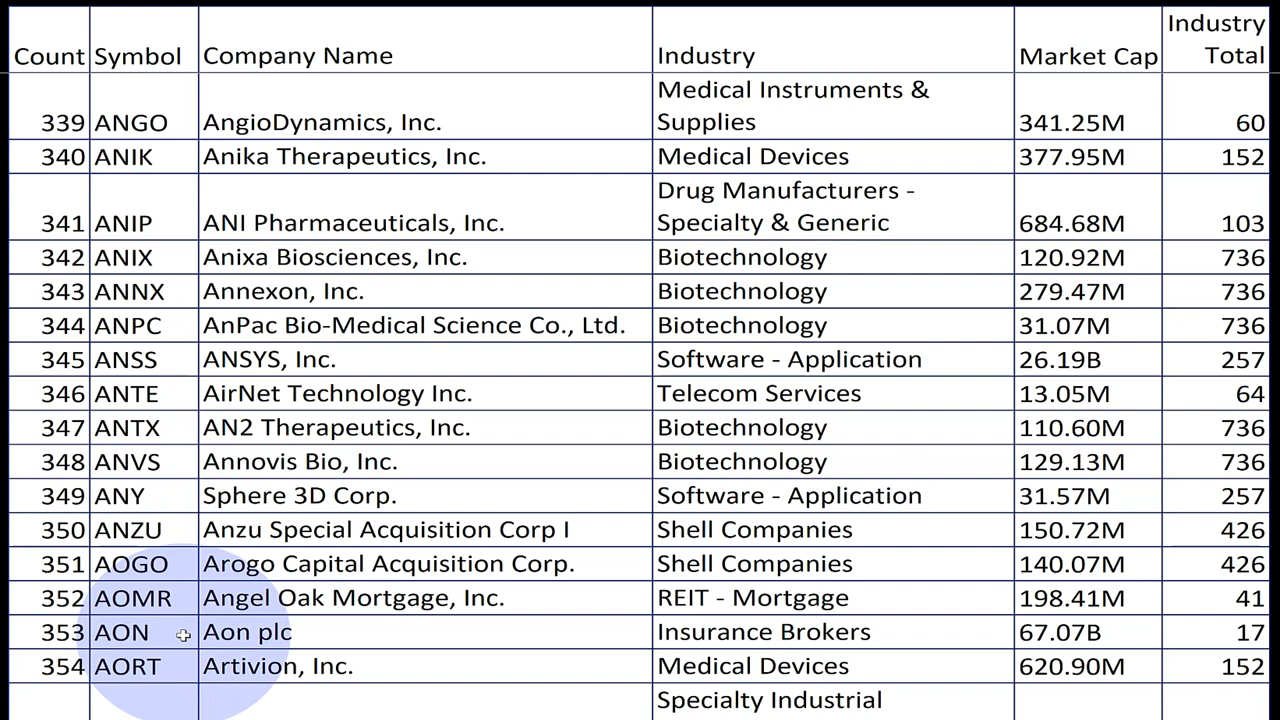 Count Symbol Company Name Industry Market Cap Industry Total
339 ANGO AngioDynamics, Inc. Medical Instruments & Supplies 341.25M 60
340 ANIK Anika Therapeutics, Inc. Medical Devices 377.95M 152
341 ANIP ANI Pharmaceuticals, Inc. Drug Manufacturers - Specialty & Generic 684.68M 103
342 ANIX Anixa Biosciences, Inc. Biotechnology 120.92M 736
343 ANNX Annexon, Inc. Biotechnology 279.47M 736
344 ANPC AnPac Bio-Medical Science Co., Ltd. Biotechnology 31.07M 736
345 ANSS ANSYS, Inc. Software - Application 26.19B 257
346 ANTE AirNet Technology Inc. Telecom Services 13.05M 64
347 ANTX AN2 Therapeutics, Inc. Biotechnology 110.60M 736
348 ANVS Annovis Bio, Inc. Biotechnology 129.13M 736
349 ANY Sphere 3D Corp. Software - Application 31.57M 257
350 ANZU Anzu Special Acquisition Corp I Shell Companies 150.72M 426
351 AOGO Arogo Capital Acquisition Corp. Shell Companies 140.07M 426
352 AOMR Angel Oak Mortgage, Inc. REIT - Mortgage 198.41M 41
353 AON Aon plc Insurance Brokers 67.07B 17
354 AORT Artivion, Inc. Medical Devices 620.90M 152
Specialty Industrial